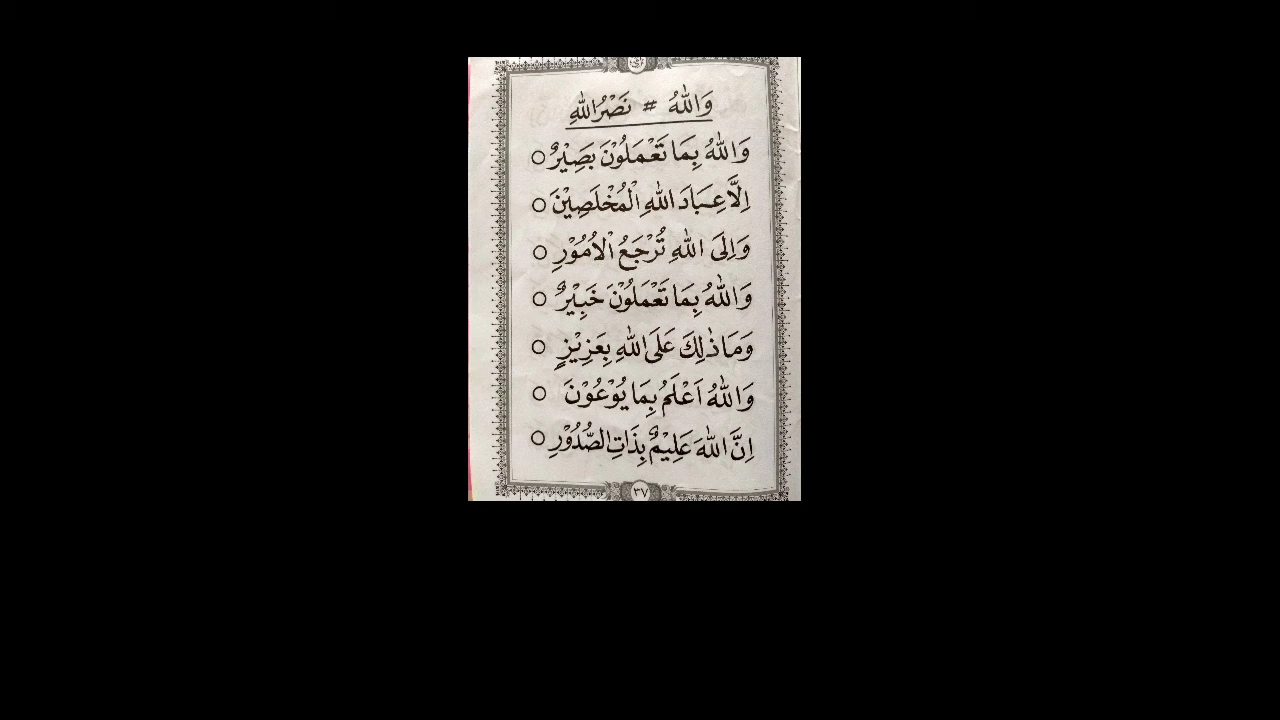 وَاللّٰهُ # نَصْرُاللّٰهِ
وَاللّٰهُ بِمَا تَعْمَلُوْنَ بَصِيْرٌ ○
اِلَّا عِبَادَ اللّٰهِ الْمُخْلَصِيْنَ ○
وَاِلَى اللّٰهِ تُرْجَعُ الْاُمُوْرِ ○
وَاللّٰهُ بِمَا تَعْمَلُوْنَ خَبِيْرٌ ○
وَمَا ذٰلِكَ عَلَى اللّٰهِ بِعَزِيْزٍ ○
وَاللّٰهُ اَعْلَمُ بِمَا يُوْعُوْنَ ○
اِنَّ اللّٰهَ عَلِيْمٌ بِذَاتِ الصُّدُوْرِ ○
٣٧